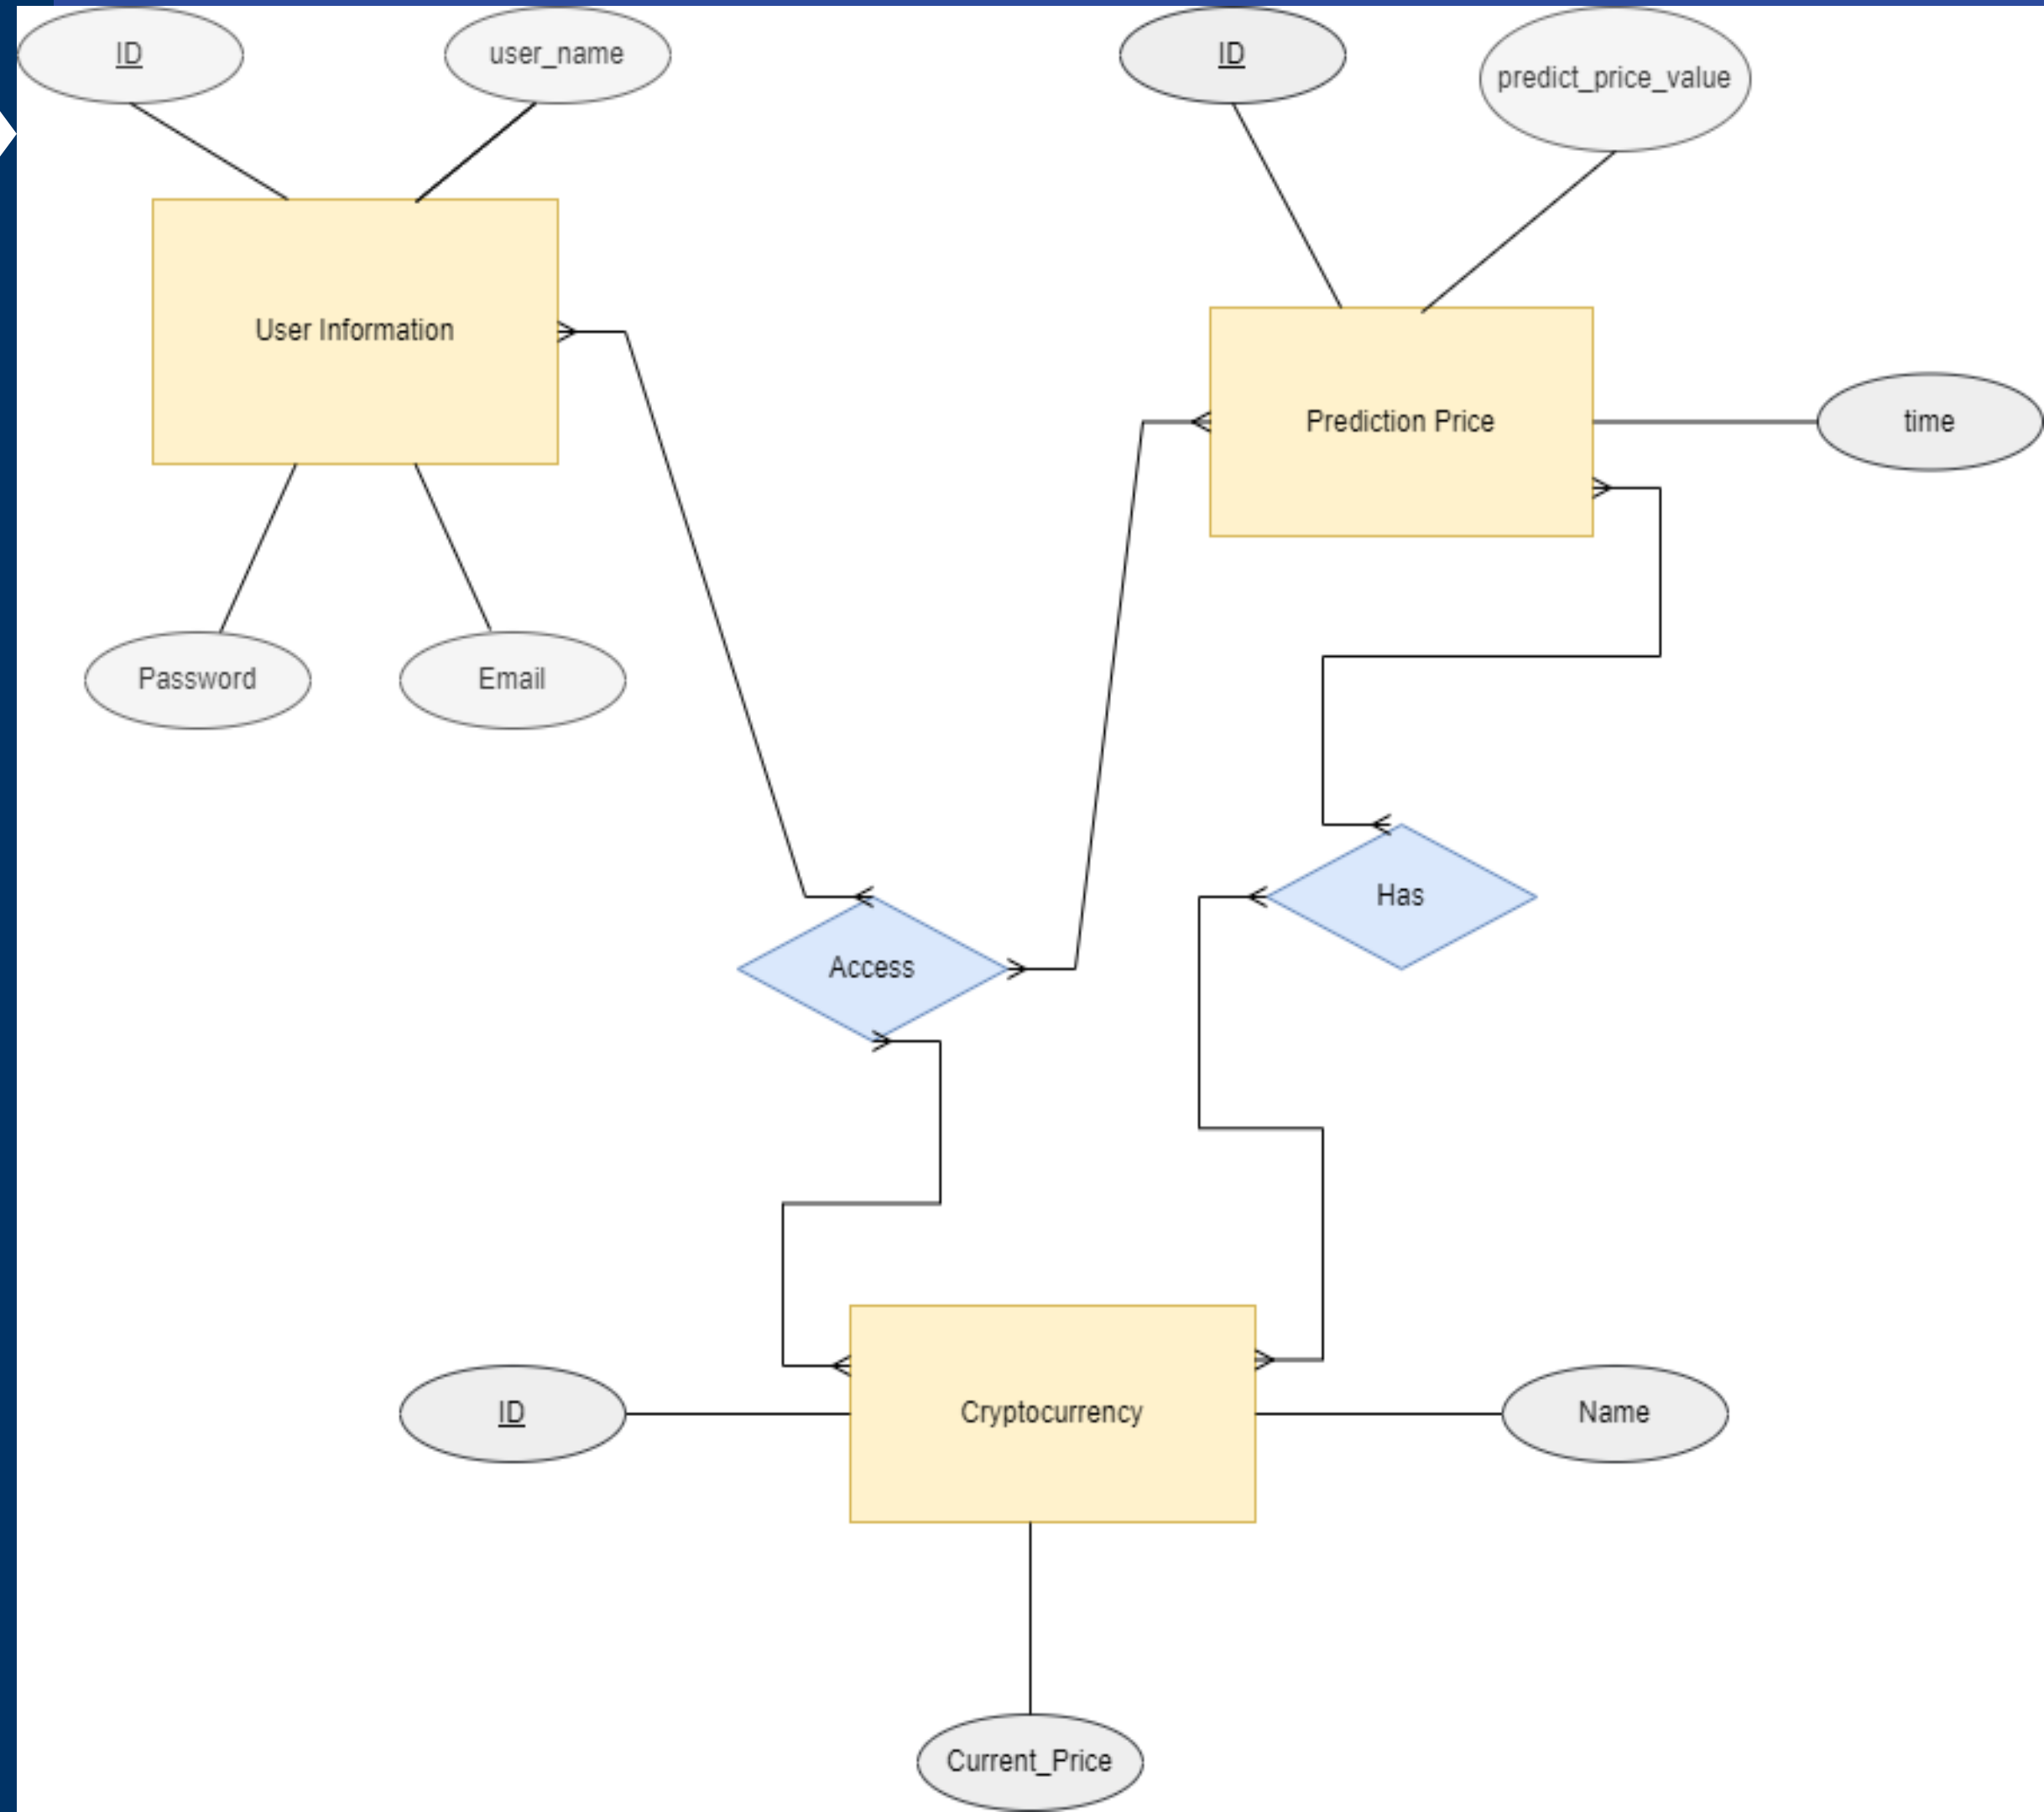 ID
user_name
ID
predict_price_value
User Information
Prediction Price
time
Password
Email
Has
Access
ID
Cryptocurrency
Name
Current_Price